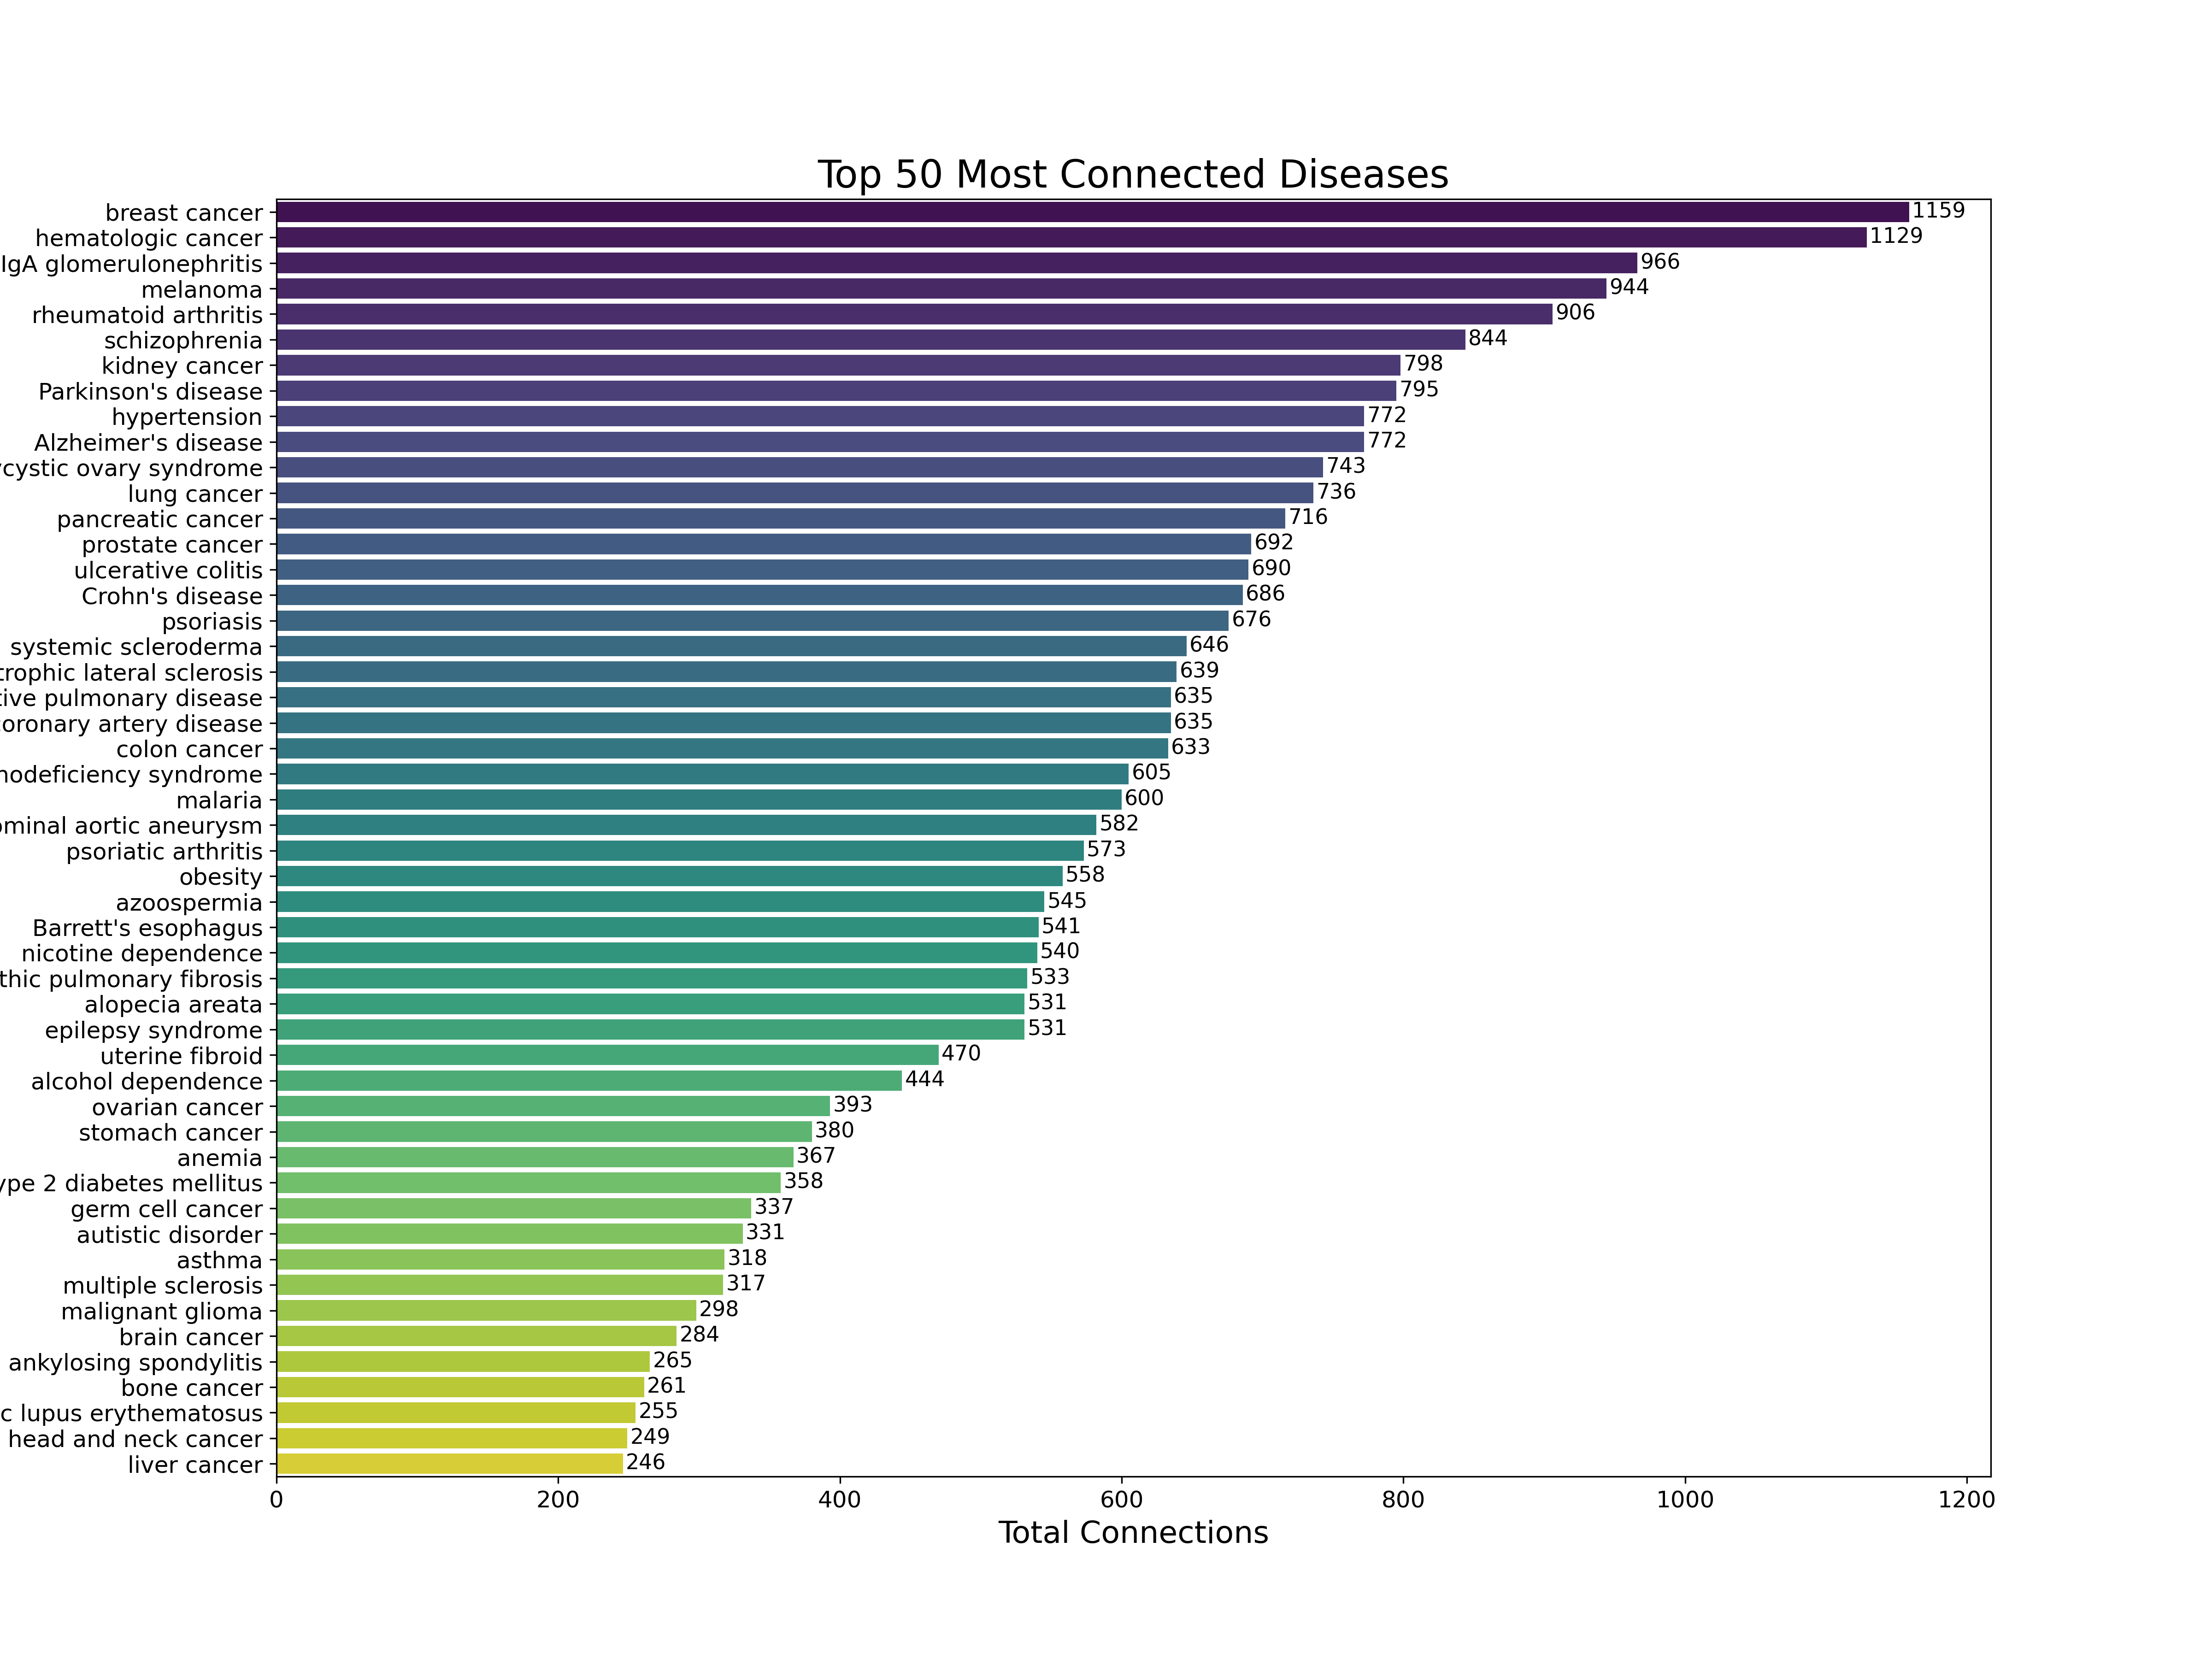 Top 50 Most Connected Diseases
breast cancer 1159
hematologic cancer 1129
IgA glomerulonephritis 966
melanoma 944
rheumatoid arthritis 906
schizophrenia 844
kidney cancer 798
Parkinson's disease 795
hypertension 772
Alzheimer's disease 772
ycystic ovary syndrome 743
lung cancer 736
pancreatic cancer 716
prostate cancer 692
ulcerative colitis 690
Crohn's disease 686
psoriasis 676
systemic scleroderma 646
trophic lateral sclerosis 639
tive pulmonary disease 635
coronary artery disease 635
colon cancer 633
nodeficiency syndrome 605
malaria 600
ominal aortic aneurysm 582
psoriatic arthritis 573
obesity 558
azoospermia 545
Barrett's esophagus 541
nicotine dependence 540
thic pulmonary fibrosis 533
alopecia areata 531
epilepsy syndrome 531
uterine fibroid 470
alcohol dependence 444
ovarian cancer 393
stomach cancer 380
anemia 367
ype 2 diabetes mellitus 358
germ cell cancer 337
autistic disorder 331
asthma 318
multiple sclerosis 317
malignant glioma 298
brain cancer 284
ankylosing spondylitis 265
bone cancer 261
c lupus erythematosus 255
head and neck cancer 249
liver cancer 246
0 200 400 600 800 1000 1200
Total Connections